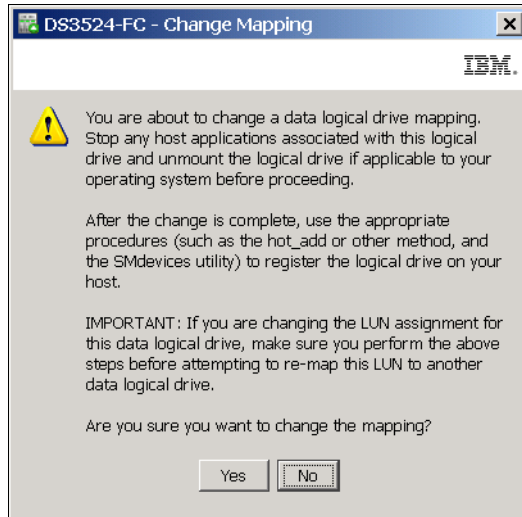 DS3524-FC - Change Mapping
IBM.
You are about to change a data logical drive mapping.
Stop any host applications associated with this logical
drive and unmount the logical drive if applicable to your
operating system before proceeding.
After the change is complete, use the appropriate
procedures (such as the hot_add or other method, and
the SMdevices utility) to register the logical drive on your
host.
IMPORTANT: If you are changing the LUN assignment for
this data logical drive, make sure you perform the above
steps before attempting to re-map this LUN to another
data logical drive.
Are you sure you want to change the mapping?
Yes No